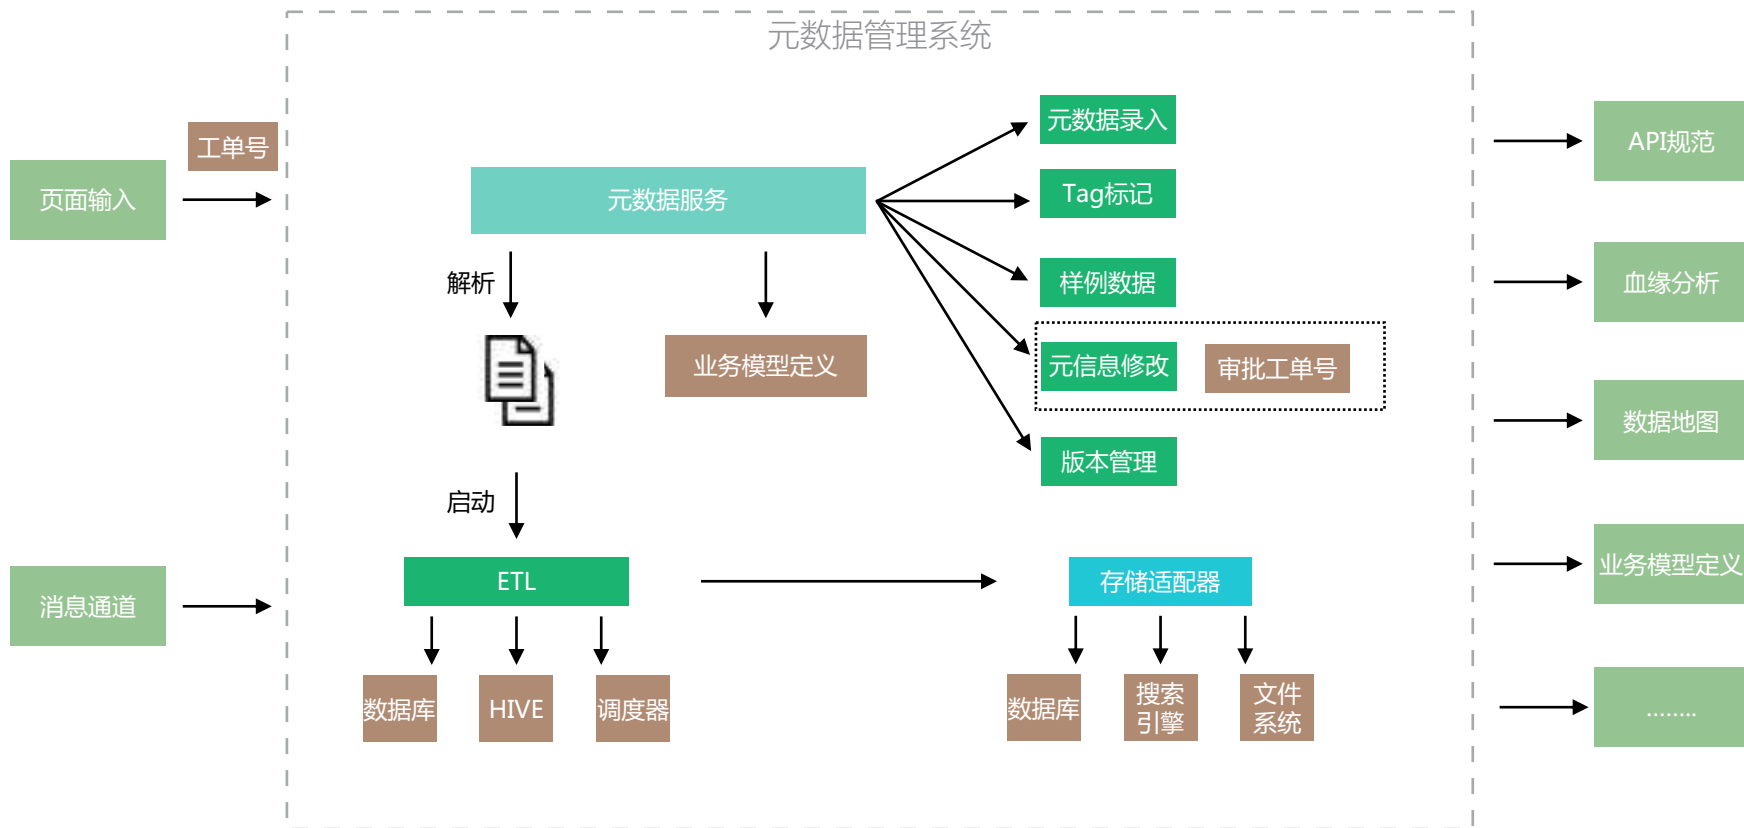 元数据管理系统
工单号
页面输入
消息通道
元数据服务
解析
业务模型定义
启动
ETL
数据库
HIVE
调度器
元数据录入
Tag标记
样例数据
元信息修改
审批工单号
版本管理
存储适配器
数据库
搜索
引擎
文件
系统
API规范
血缘分析
数据地图
业务模型定义
........